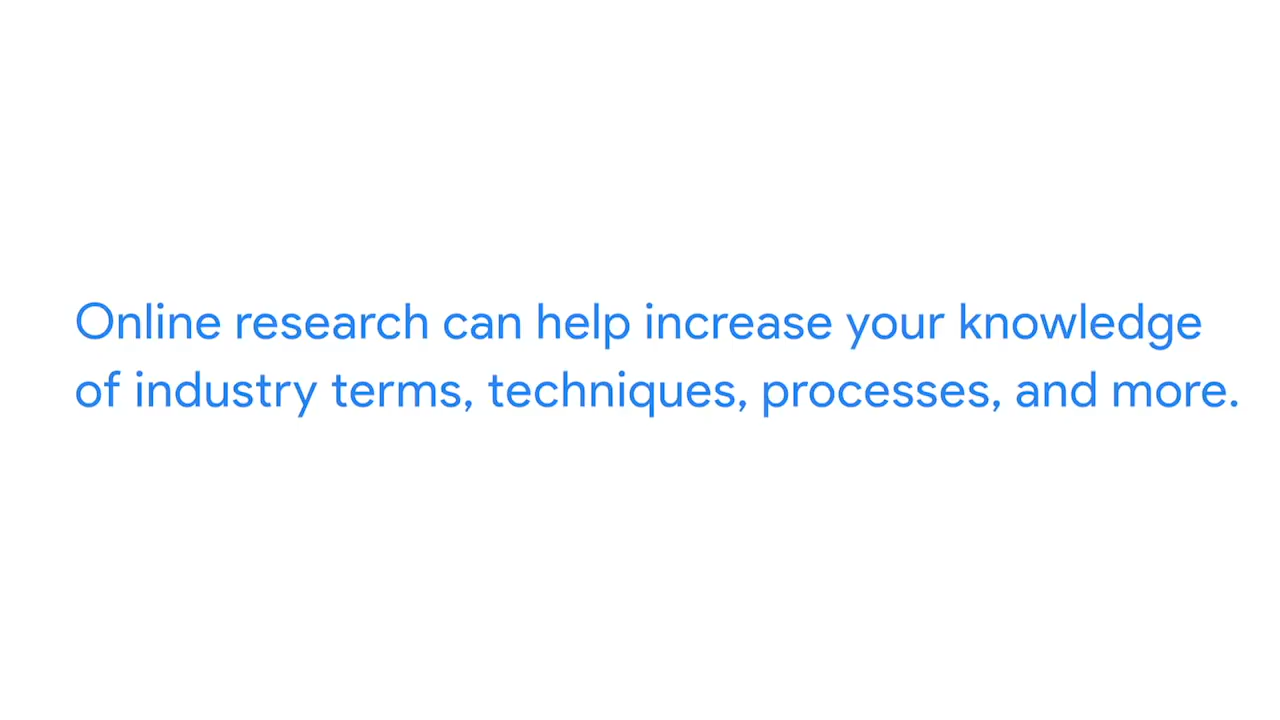 Online research can help increase your knowledge
of industry terms, techniques, processes, and more.